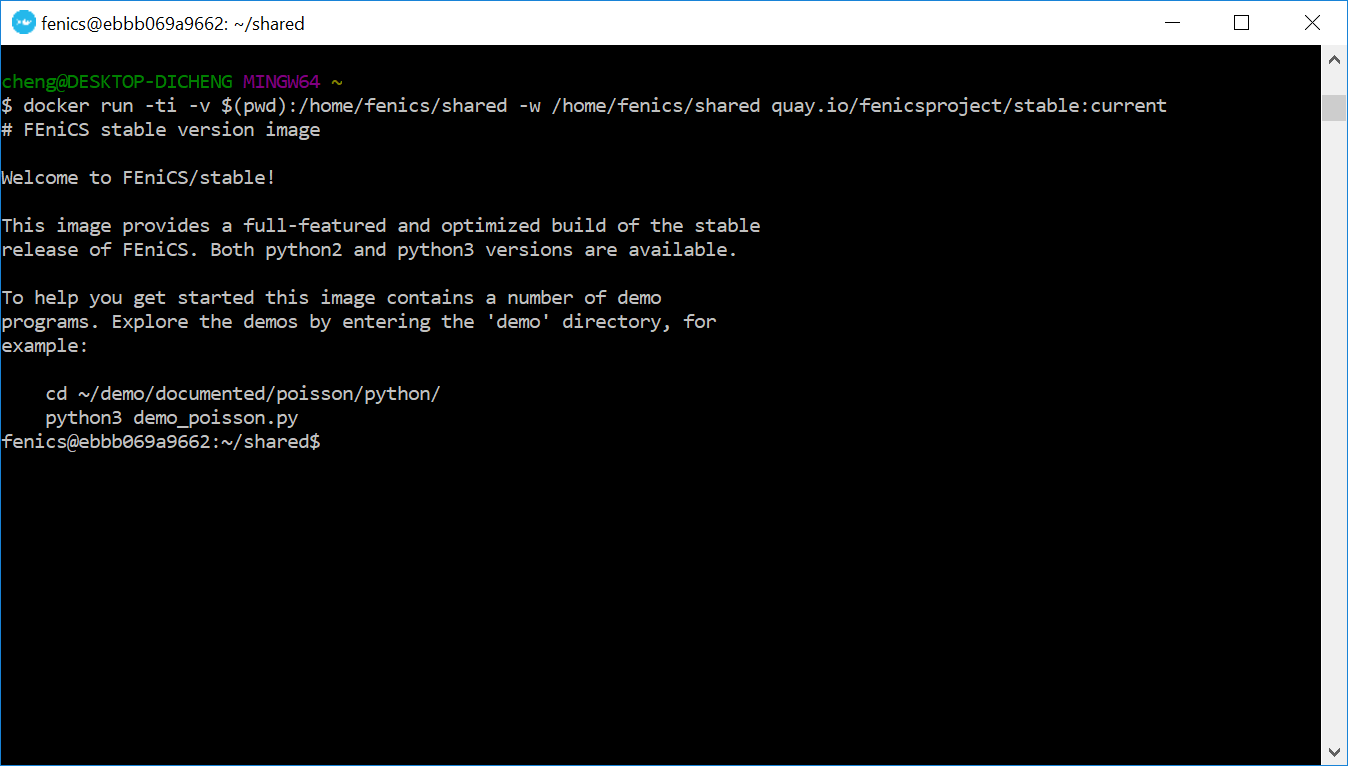 fenics@ebbb069a9662: ~/shared
cheng@DESKTOP-DICHENG MINGW64 ~
$ docker run -ti -v $(pwd):/home/fenics/shared -w /home/fenics/shared quay.io/fenicsproject/stable:current
# FEniCS stable version image
Welcome to FEniCS/stable!
This image provides a full-featured and optimized build of the stable
release of FEniCS. Both python2 and python3 versions are available.
To help you get started this image contains a number of demo
programs. Explore the demos by entering the 'demo' directory, for
example:
cd ~/demo/documented/poisson/python/
python3 demo_poisson.py
fenics@ebbb069a9662:~/shared$